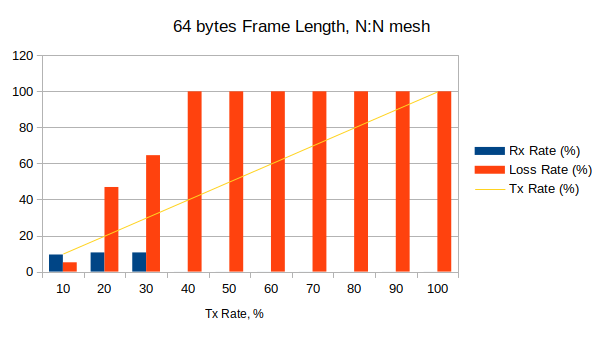 64 bytes Frame Length, N:N mesh
120
100
80
60
40
20
0
10 20 30 40 50 60 70 80 90 100
Tx Rate, %
Rx Rate (%)
Loss Rate (%)
Tx Rate (%)